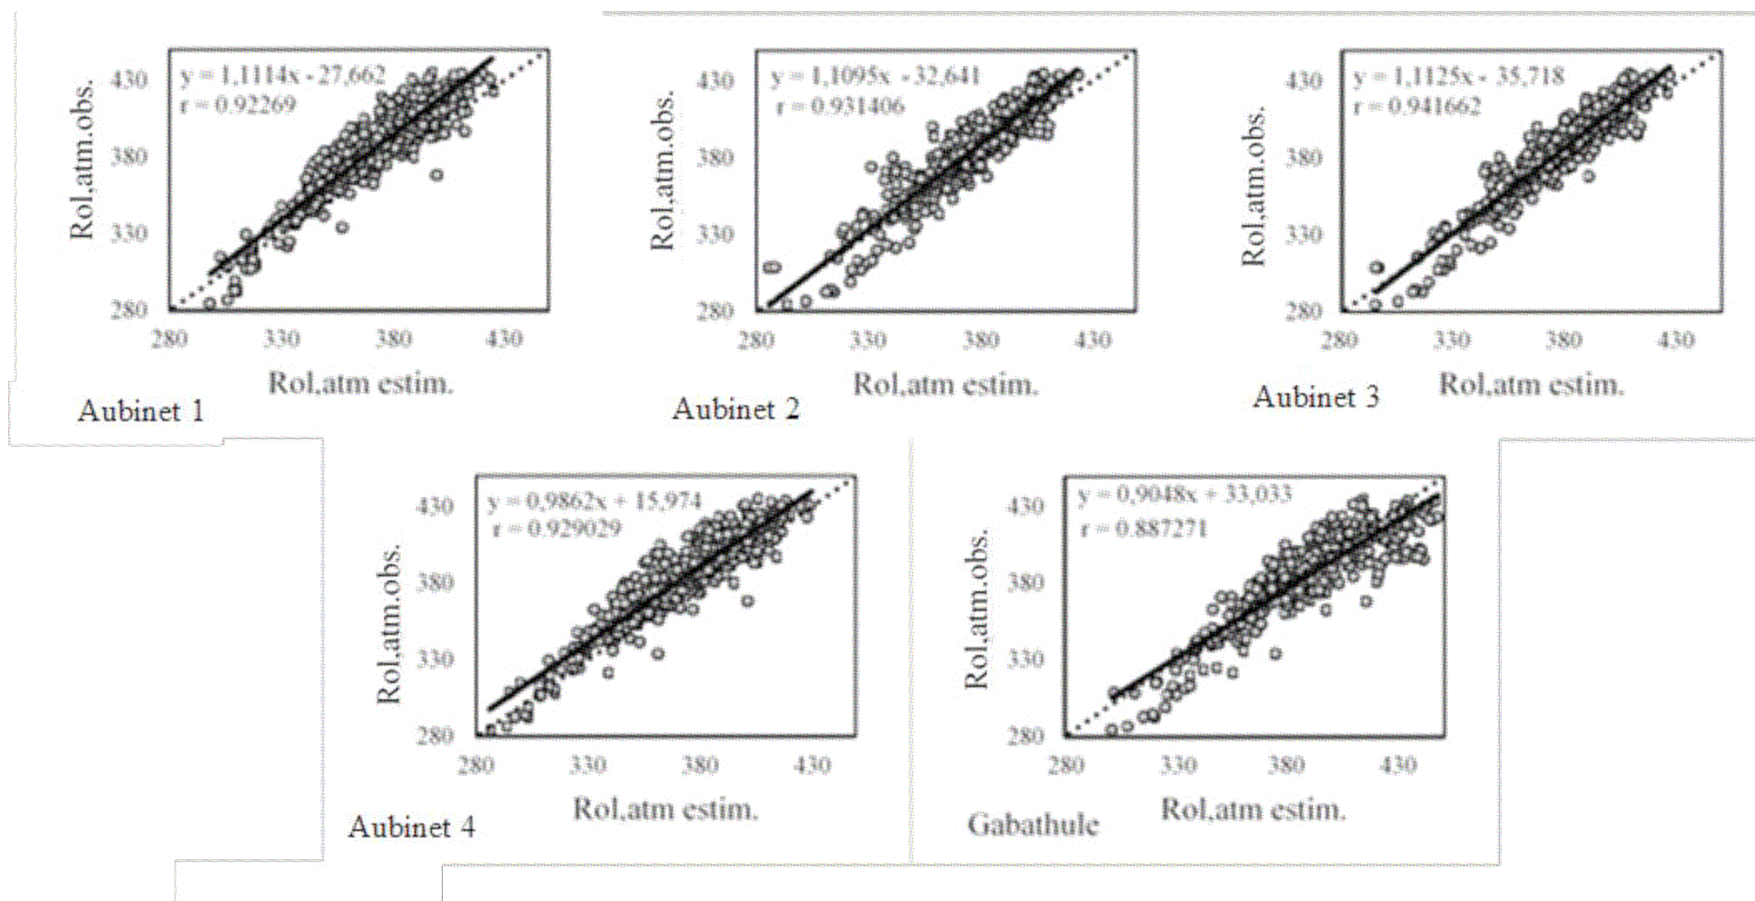 y = 1,1114x - 27,662
r = 0.92269
Rol,atm.obs.
430
380
330
280
280 330 380 430
Rol,atm estim.
Aubinet 1
y = 1,1095x - 32,641
r = 0.931406
Rol,atm.obs.
430
380
330
280
280 330 380 430
Rol,atm estim.
Aubinet 2
y = 1,1125x - 35,718
r = 0.941662
Rol,atm.obs.
430
380
330
280
280 330 380 430
Rol,atm estim.
Aubinet 3
y = 0,9862x + 15,974
r = 0.929029
Rol,atm.obs.
430
380
330
280
280 330 380 430
Rol,atm estim.
Aubinet 4
y = 0,9048x + 33,033
r = 0.887271
Rol,atm.obs.
430
380
330
280
280 330 380 430
Rol,atm estim.
Gabathule